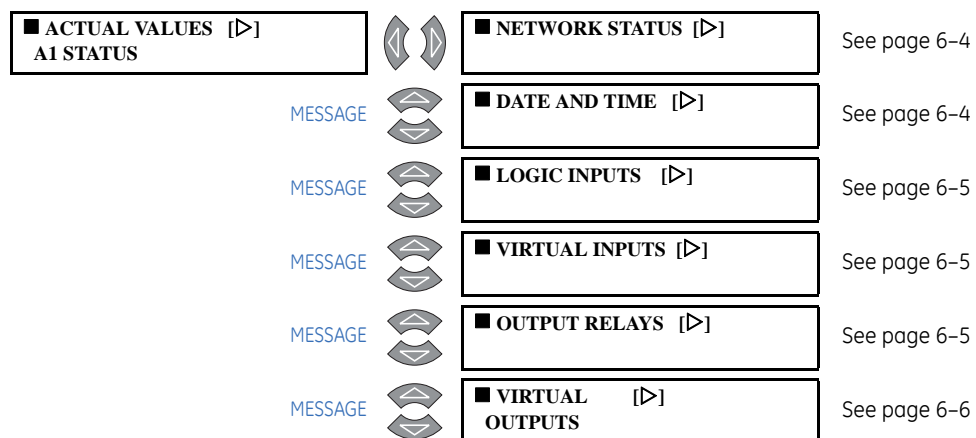 ■ ACTUAL VALUES [▷] ■ NETWORK STATUS [▷] See page 6–4
A1 STATUS
MESSAGE ■ DATE AND TIME [▷] See page 6–4
MESSAGE ■ LOGIC INPUTS [▷] See page 6–5
MESSAGE ■ VIRTUAL INPUTS [▷] See page 6–5
MESSAGE ■ OUTPUT RELAYS [▷] See page 6–5
MESSAGE ■ VIRTUAL [▷] See page 6–6
OUTPUTS